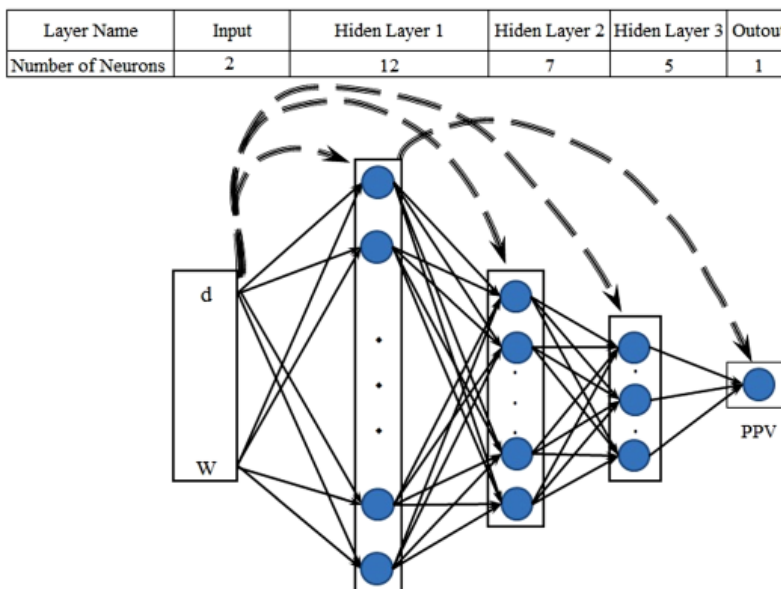 Layer Name Input Hiden Layer 1 Hiden Layer 2 Hiden Layer 3 Outout
Number of Neurons 2 12 7 5 1
d
W
PPV